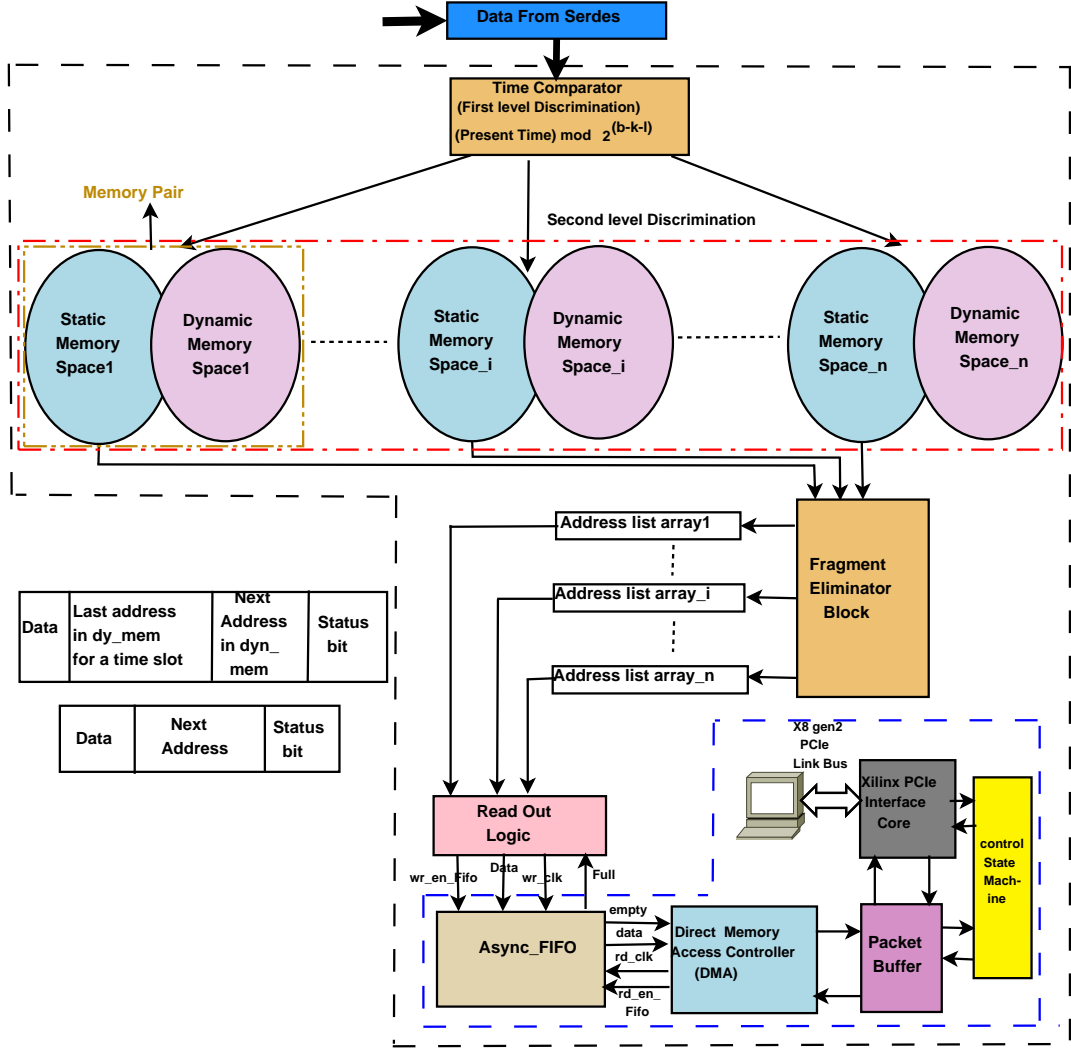 Data From Serdes
Time Comparator
(First level Discrimination)
(Present Time) mod 2^(b-k-l)
Memory Pair
Second level Discrimination
Static
Memory
Space1
Dynamic
Memory
Space1
Static
Memory
Space_i
Dynamic
Memory
Space_i
Static
Memory
Space_n
Dynamic
Memory
Space_n
Address list array1
Address list array_i
Address list array_n
Fragment
Eliminator
Block
Data
Last address
in dy_mem
for a time slot
Next
Address
in dyn_
mem
Status
bit
Data
Next
Address
Status
bit
X8 gen2
PCIe
Link Bus
Xilinx PCIe
Interface
Core
control
State
Mach-
ine
Read Out
Logic
wr_en_Fifo
Data
wr_clk
Full
Async_FIFO
empty
data
rd_clk
rd_en_
Fifo
Direct Memory
Access Controller
(DMA)
Packet
Buffer